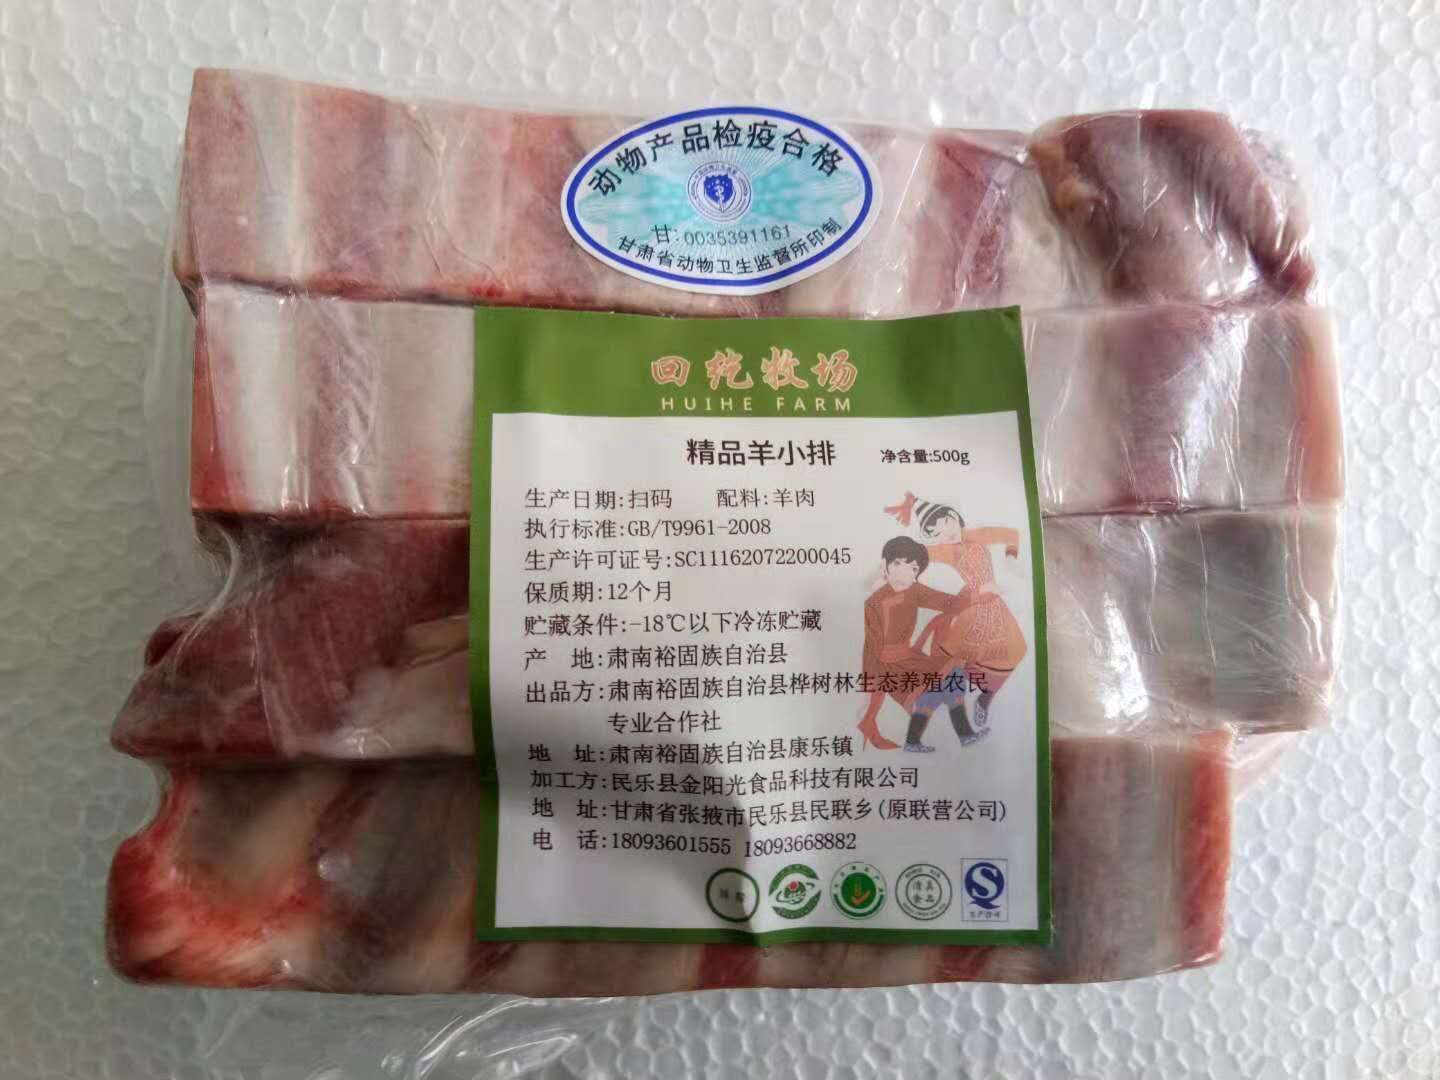 动物产品检疫合格
甘:0035391161
甘肃省动物卫生监督所印制
回纥牧场
HUIHE FARM
精品羊小排 净含量:500g
生产日期:扫码 配料:羊肉
执行标准:GB/T9961-2008
生产许可证号:SC11162072200045
保质期:12个月
贮藏条件:-18℃以下冷冻贮藏
产 地:肃南裕固族自治县
出品方:肃南裕固族自治县桦树林生态养殖农民
专业合作社
地 址:肃南裕固族自治县康乐镇
加工方:民乐县金阳光食品科技有限公司
地 址:甘肃省张掖市民乐县民联乡(原联营公司)
电 话:18093601555 18093668882
清真
食品
生产许可